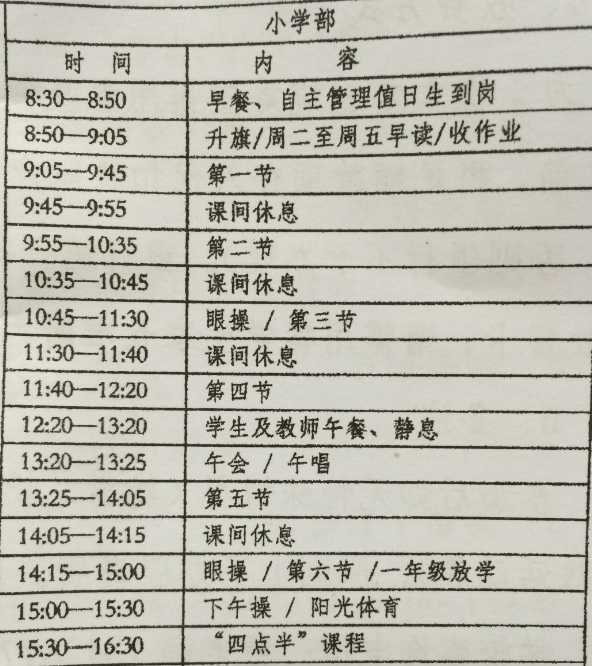 小学部
时 间 内 容
8:30—8:50 早餐、自主管理值日生到岗
8:50—9:05 升旗/周二至周五早读/收作业
9:05—9:45 第一节
9:45—9:55 课间休息
9:55—10:35 第二节
10:35—10:45 课间休息
10:45—11:30 眼操 / 第三节
11:30—11:40 课间休息
11:40—12:20 第四节
12:20—13:20 学生及教师午餐、静息
13:20—13:25 午会 / 午唱
13:25—14:05 第五节
14:05—14:15 课间休息
14:15—15:00 眼操 / 第六节 /一年级放学
15:00—15:30 下午操 / 阳光体育
15:30—16:30 “四点半”课程